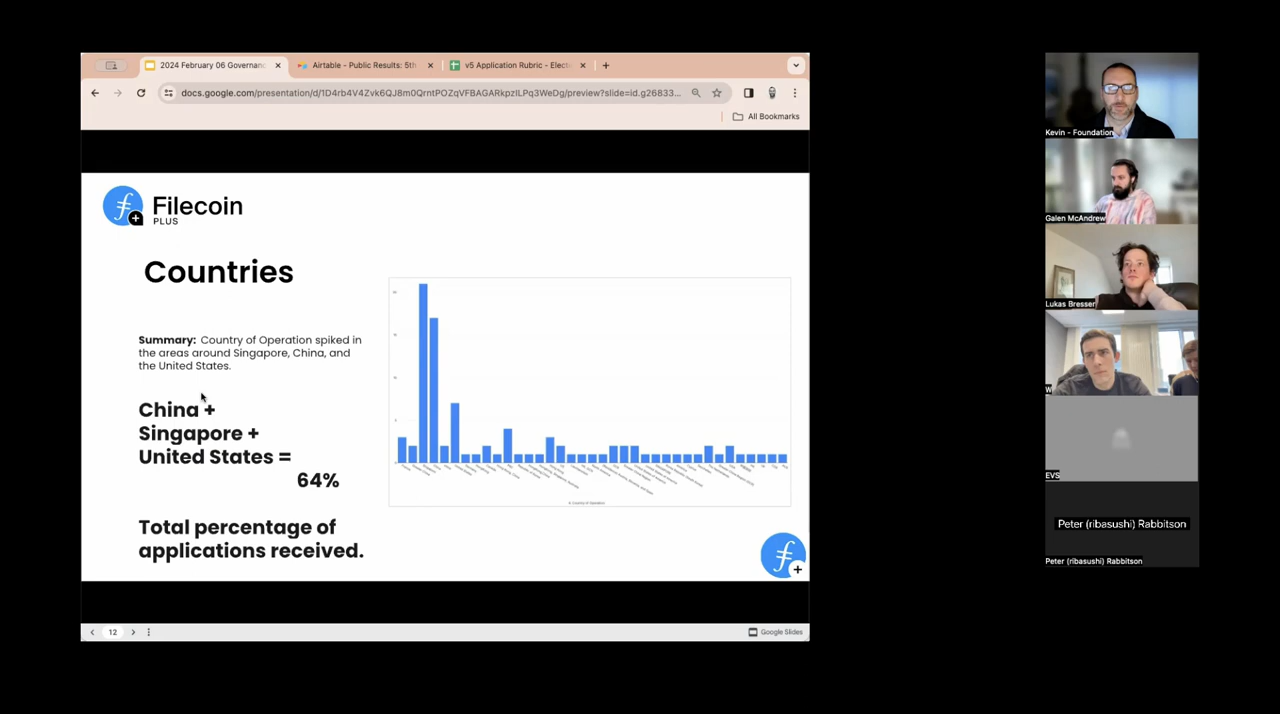 2024 February 06 Governanc
Airtable - Public Results: 5th
v5 Application Rubric - Elect
docs.google.com/presentation/d/1D4rb4V4Zvk6QJ8m0QrntPOZqVFBAGARkpzILPq3WeDg/preview?slide=id.g26833...
All Bookmarks
Filecoin
PLUS
Countries
Summary: Country of Operation spiked in
the areas around Singapore, China, and
the United States.
China +
Singapore +
United States =
64%
Total percentage of
applications received.
12
Google Slides
Kevin - Foundation
Galen McAndrew
Lukas Bresser
W
EVS
Peter (ribasushi) Rabbitson
Peter (ribasushi) Rabbitson